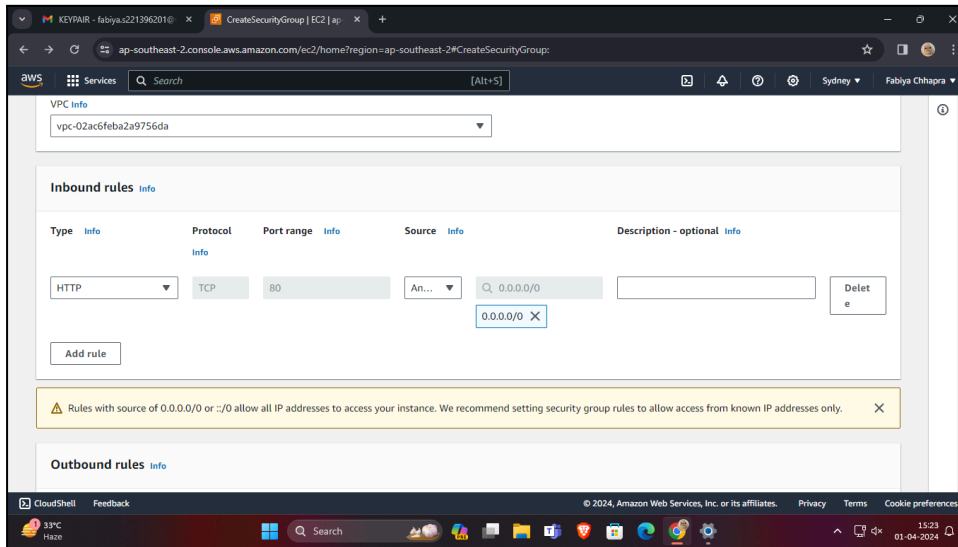 KEYPAIR - fabiya.s221396201@
CreateSecurityGroup | EC2 | ap-
ap-southeast-2.console.aws.amazon.com/ec2/home?region=ap-southeast-2#CreateSecurityGroup:
aws Services Search [Alt+S] Sydney Fabiya Chhapra
VPC Info
vpc-02ac6feba2a9756da
Inbound rules Info
Type Info Protocol Info Port range Info Source Info Description - optional Info
HTTP TCP 80 An... 0.0.0.0/0 Delet
e
0.0.0.0/0
Add rule
Rules with source of 0.0.0.0/0 or ::/0 allow all IP addresses to access your instance. We recommend setting security group rules to allow access from known IP addresses only.
Outbound rules Info
CloudShell Feedback © 2024, Amazon Web Services, Inc. or its affiliates. Privacy Terms Cookie preferences
1
33°C
Haze
Search
15:23
01-04-2024